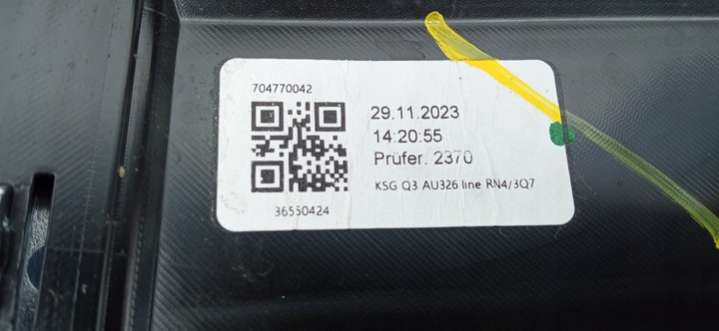 704770042
29.11.2023
14:20:55
Prüfer. 2370
KSG Q3 AU326 line RN4/3Q7
36550424